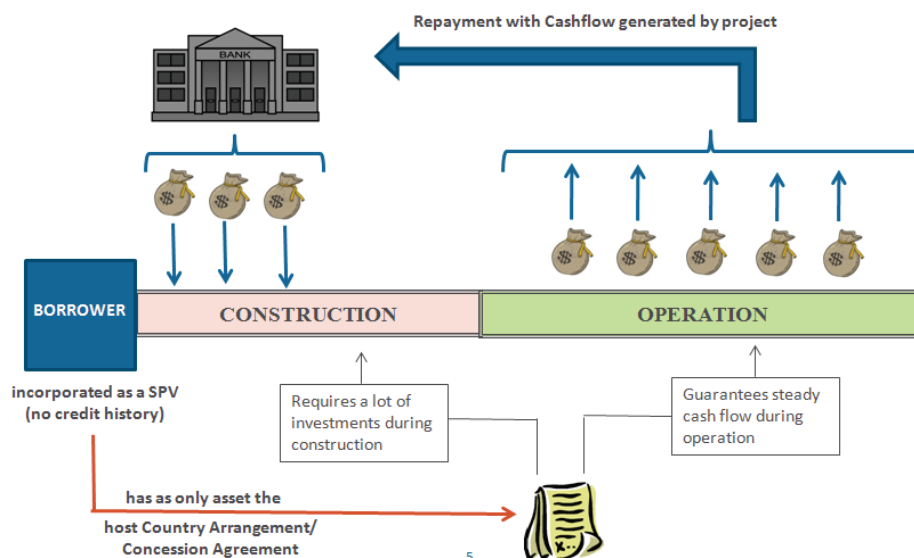 Repayment with Cashflow generated by project
BANK
$
$
$
$
$
$
$
$
BORROWER
CONSTRUCTION
OPERATION
incorporated as a SPV
(no credit history)
Requires a lot of
investments during
construction
Guarantees steady
cash flow during
operation
has as only asset the
host Country Arrangement/
Concession Agreement
5